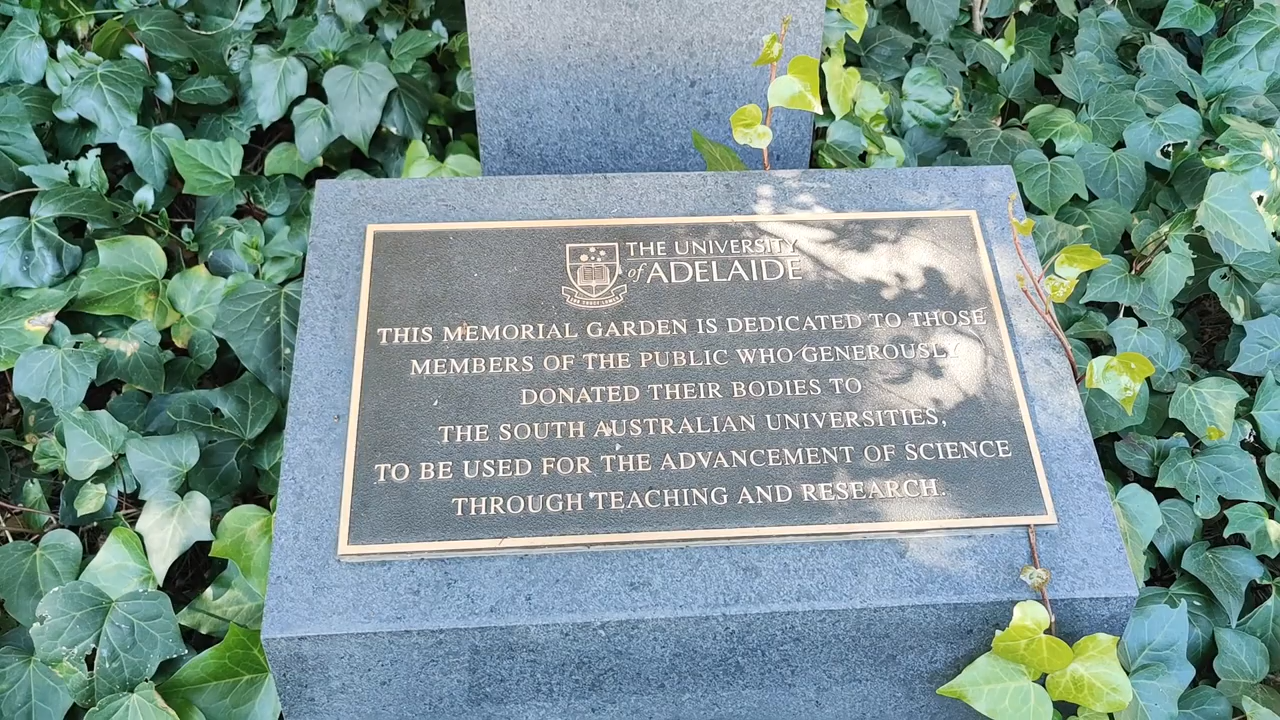 THE UNIVERSITY
of ADELAIDE
THIS MEMORIAL GARDEN IS DEDICATED TO THOSE
MEMBERS OF THE PUBLIC WHO GENEROUSLY
DONATED THEIR BODIES TO
THE SOUTH AUSTRALIAN UNIVERSITIES,
TO BE USED FOR THE ADVANCEMENT OF SCIENCE
THROUGH TEACHING AND RESEARCH.